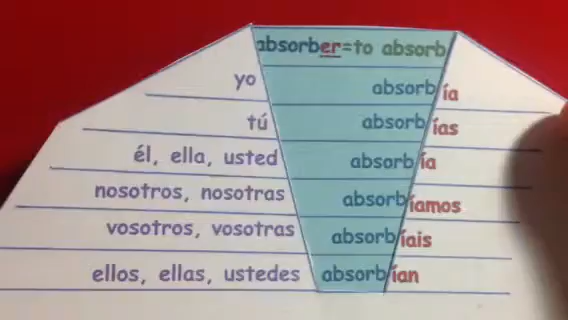 absorber=to absorb
yo absorbía
tú absorbías
él, ella, usted absorbía
nosotros, nosotras absorbíamos
vosotros, vosotras absorbíais
ellos, ellas, ustedes absorbían